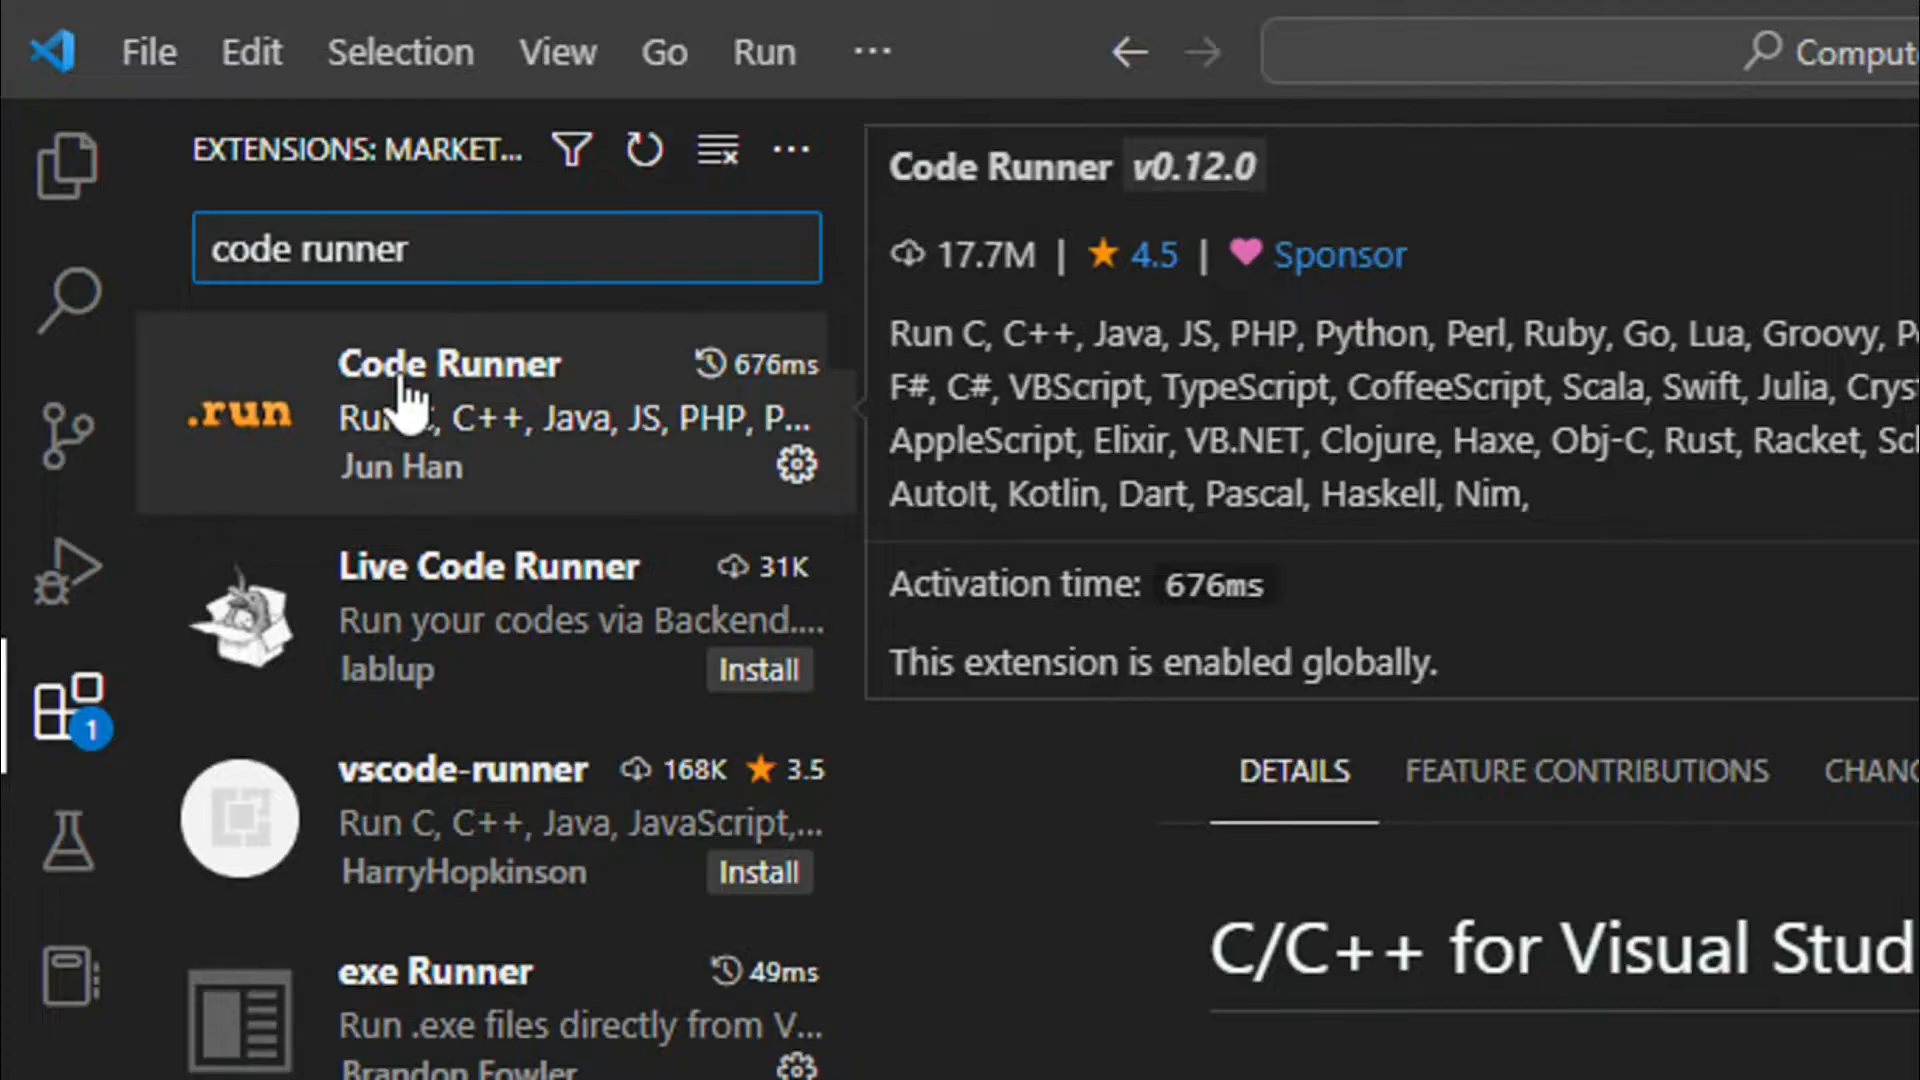 File Edit Selection View Go Run ···
EXTENSIONS: MARKET...
code runner
.run
Code Runner 676ms
C++, Java, JS, PHP, P...
Jun Han
Live Code Runner 31K
Run your codes via Backend....
lablup
Install
vscode-runner 168K 3.5
Run C, C++, Java, JavaScript,...
HarryHopkinson
Install
exe Runner 49ms
Run .exe files directly from V...
Brandon Fowler
1
Code Runner v0.12.0
17.7M | 4.5 | Sponsor
Run C, C++, Java, JS, PHP, Python, Perl, Ruby, Go, Lua, Groovy,
F#, C#, VBScript, TypeScript, CoffeeScript, Scala, Swift, Julia, Crys
AppleScript, Elixir, VB.NET, Clojure, Haxe, Obj-C, Rust, Racket, Sc
AutoIt, Kotlin, Dart, Pascal, Haskell, Nim,
Activation time: 676ms
This extension is enabled globally.
DETAILS FEATURE CONTRIBUTIONS CHANG
C/C++ for Visual Stud
Comput